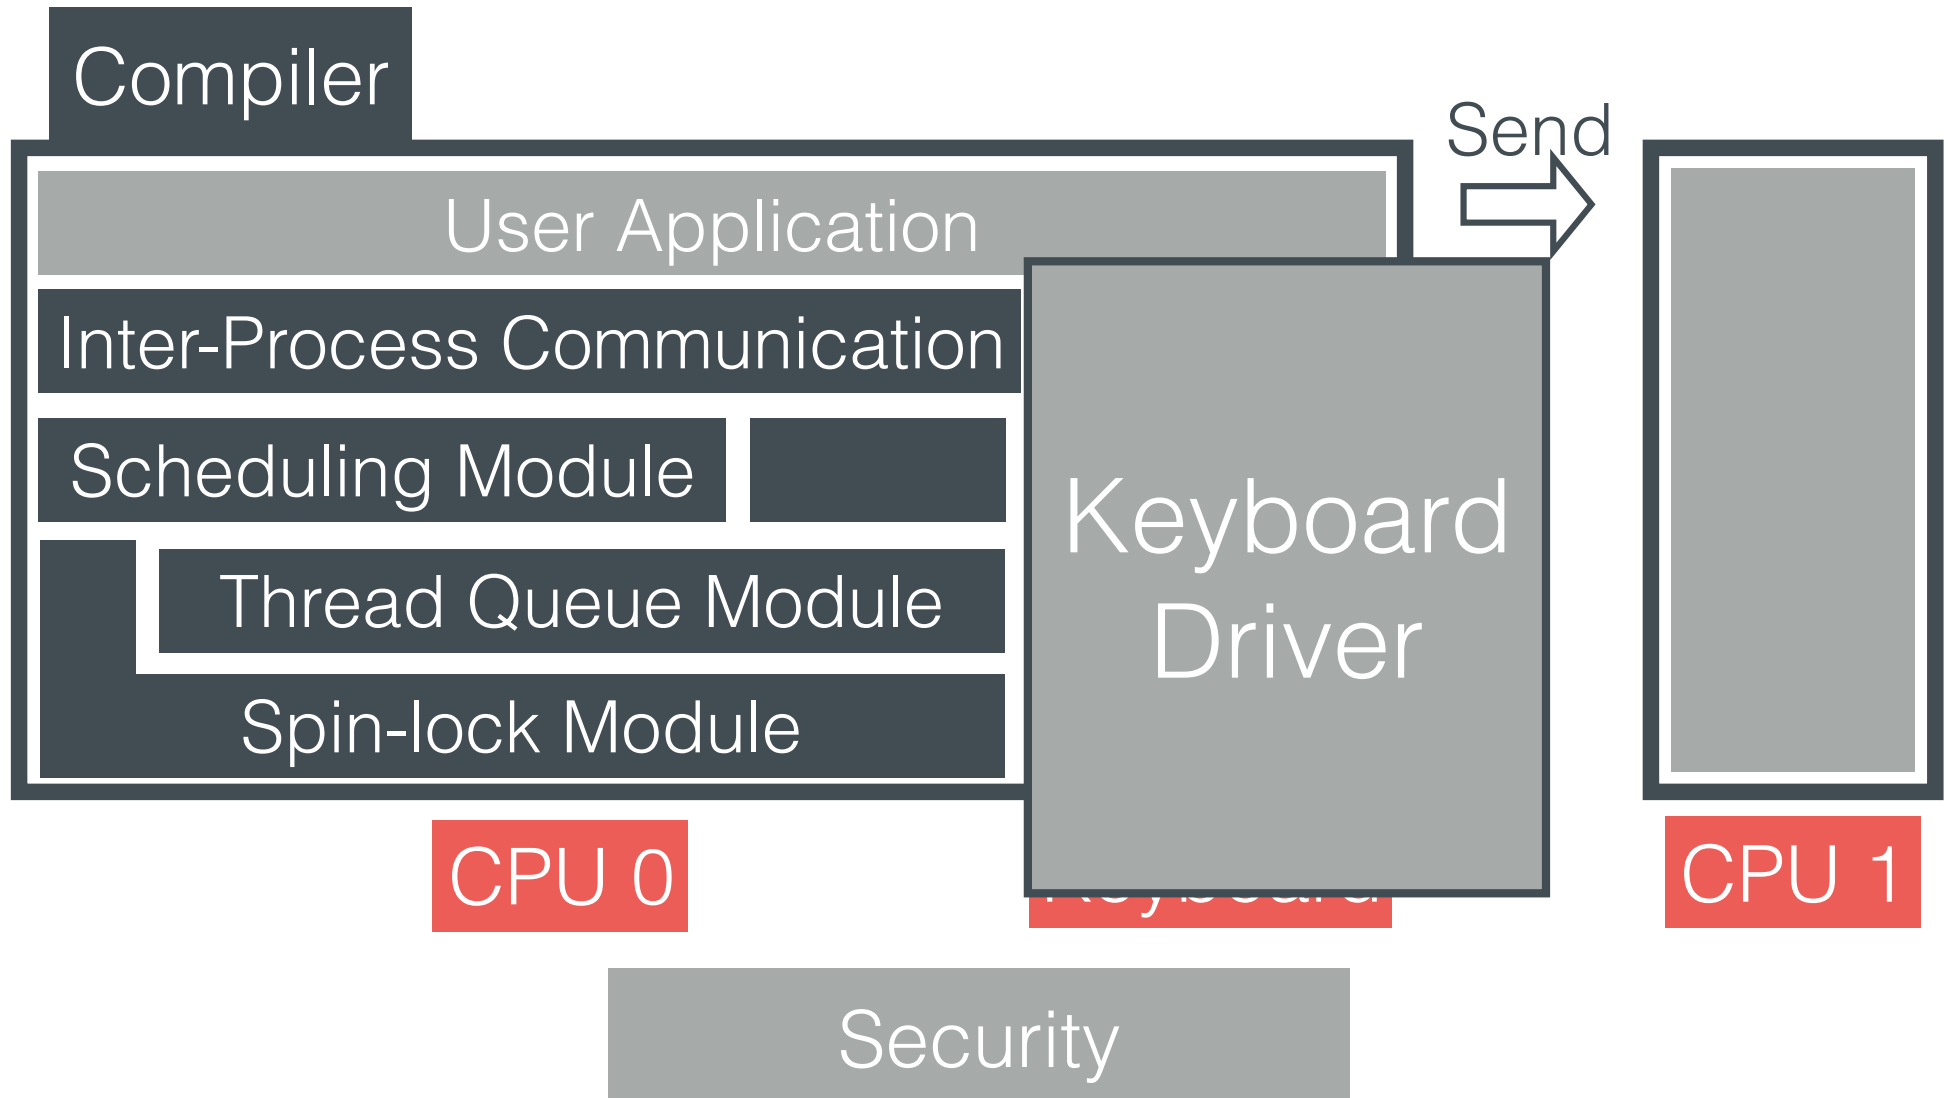 Compiler
Send
User Application
Inter-Process Communication
Scheduling Module
Keyboard
Driver
Thread Queue Module
Spin-lock Module
CPU 0
Keyboard
CPU 1
Security